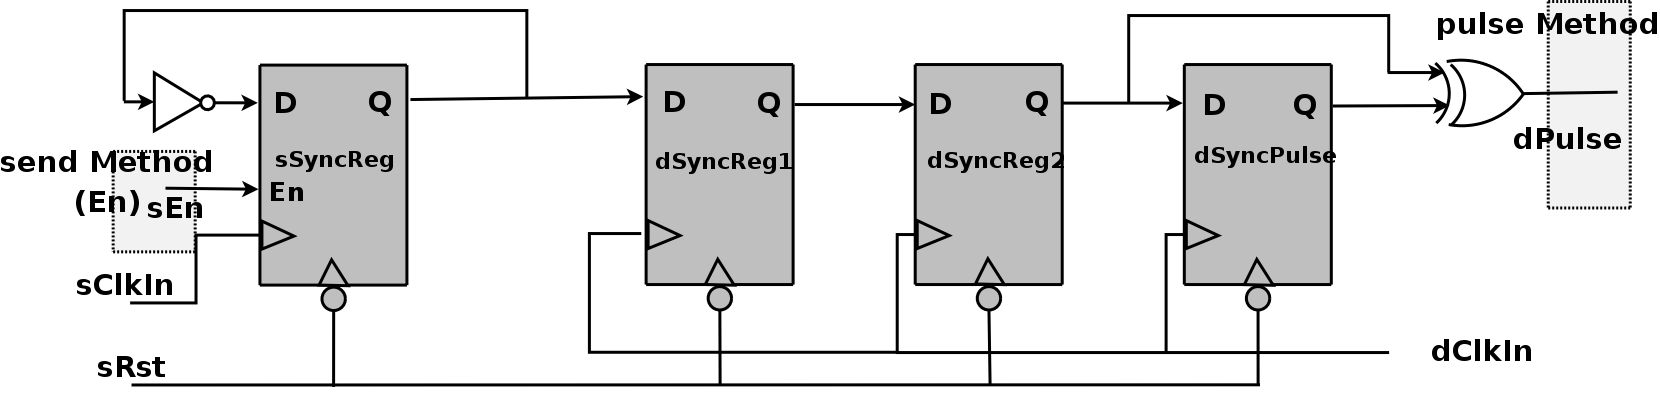 pulse Method
D Q
D Q
D Q
D Q
sSyncReg
dSyncReg1
dSyncReg2
dSyncPulse
dPulse
send Method
(En) sEn
En
sClkIn
sRst
dClkIn